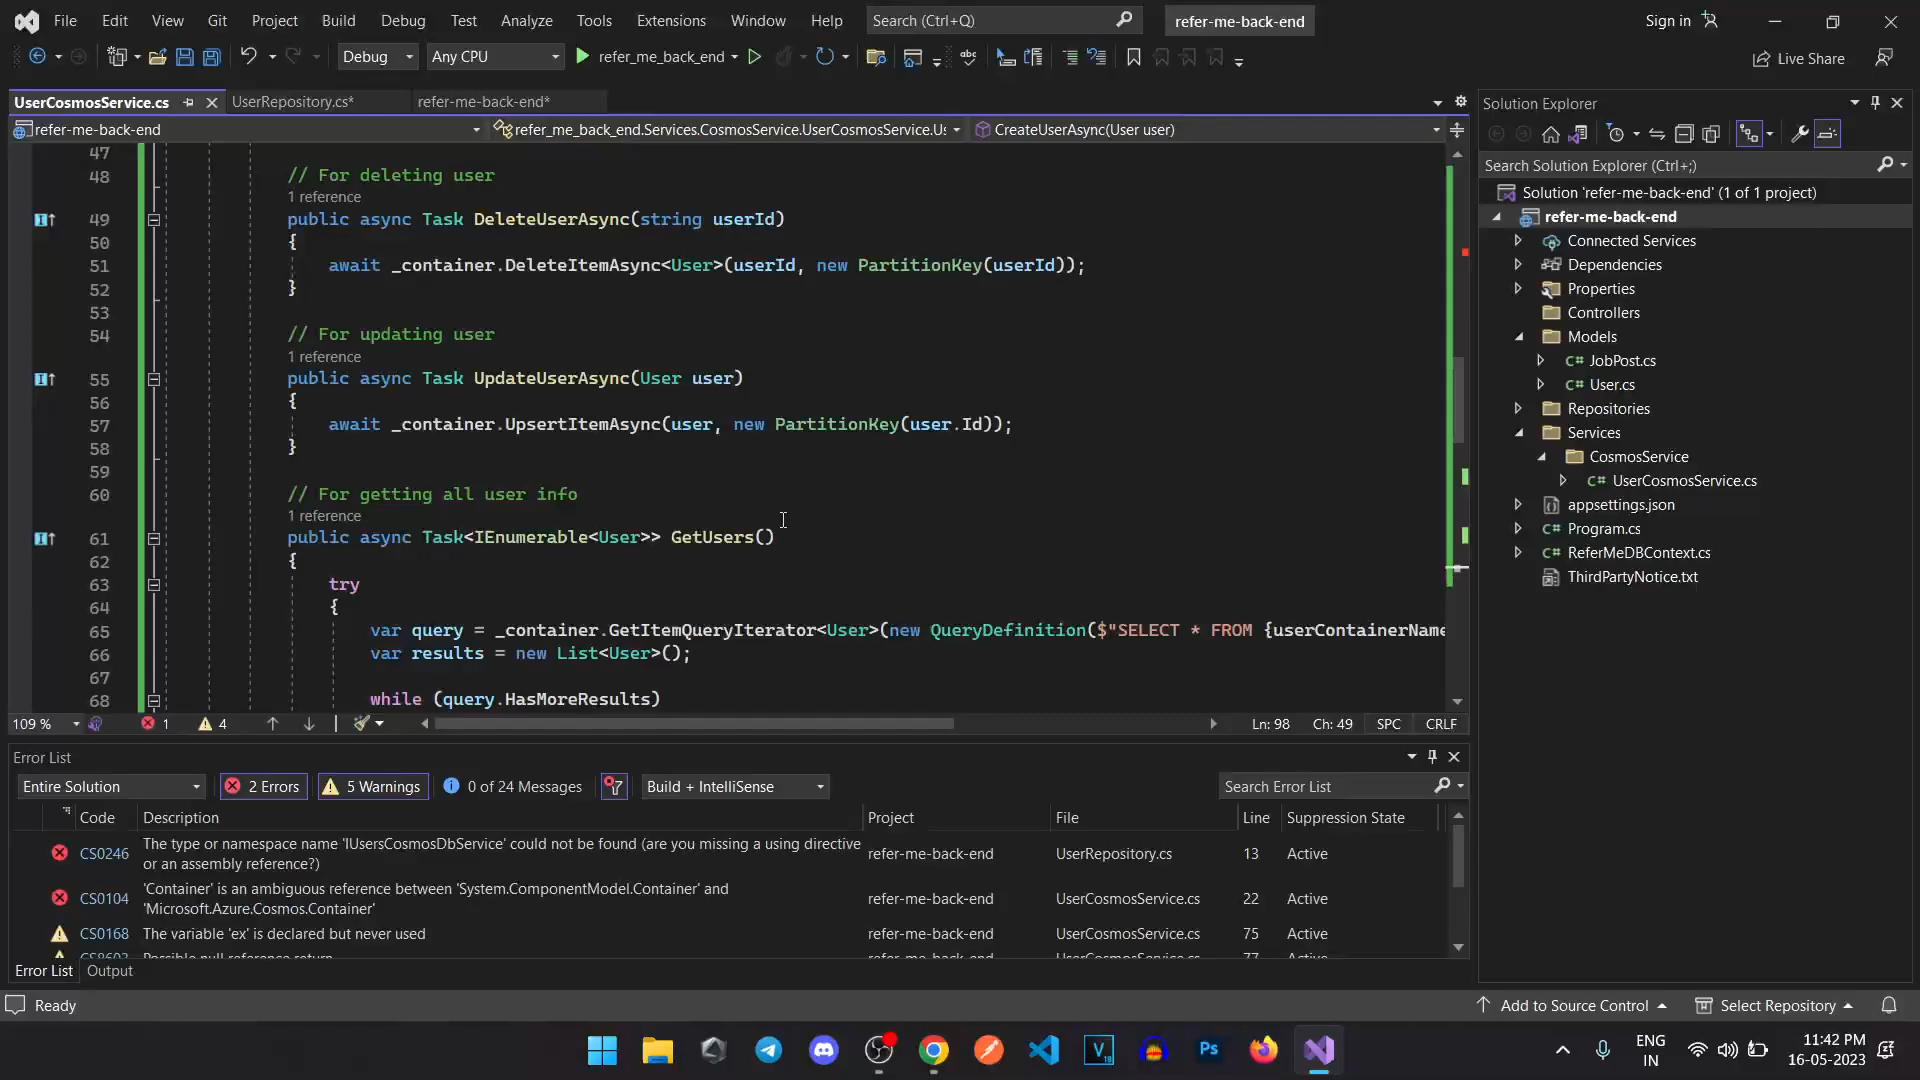 File Edit View Git Project Build Debug Test Analyze Tools Extensions Window Help Search (Ctrl+Q) refer-me-back-end Sign in
Debug Any CPU refer_me_back_end Live Share
UserCosmosService.cs UserRepository.cs* refer-me-back-end*
refer-me-back-end refer_me_back_end.Services.CosmosService.UserCosmosService.Us CreateUserAsync(User user)
47
48 // For deleting user
1 reference
49 public async Task DeleteUserAsync(string userId)
50 {
51 await _container.DeleteItemAsync<User>(userId, new PartitionKey(userId));
52 }
53
54 // For updating user
1 reference
55 public async Task UpdateUserAsync(User user)
56 {
57 await _container.UpsertItemAsync(user, new PartitionKey(user.Id));
58 }
59
60 // For getting all user info
1 reference
61 public async Task<IEnumerable<User>> GetUsers()
62 {
63 try
64 {
65 var query = _container.GetItemQueryIterator<User>(new QueryDefinition($"SELECT * FROM {userContainerName
66 var results = new List<User>();
67
68 while (query.HasMoreResults)
109 % 1 4 Ln: 98 Ch: 49 SPC CRLF
Solution Explorer
Search Solution Explorer (Ctrl+;)
Solution 'refer-me-back-end' (1 of 1 project)
refer-me-back-end
Connected Services
Dependencies
Properties
Controllers
Models
C# JobPost.cs
C# User.cs
Repositories
Services
CosmosService
C# UserCosmosService.cs
appsettings.json
C# Program.cs
C# ReferMeDBContext.cs
ThirdPartyNotice.txt
Error List
Entire Solution 2 Errors 5 Warnings 0 of 24 Messages Build + IntelliSense Search Error List
Code Description Project File Line Suppression State
CS0246 The type or namespace name 'IUsersCosmosDbService' could not be found (are you missing a using directive or an assembly reference?) refer-me-back-end UserRepository.cs 13 Active
CS0104 'Container' is an ambiguous reference between 'System.ComponentModel.Container' and 'Microsoft.Azure.Cosmos.Container' refer-me-back-end UserCosmosService.cs 22 Active
CS0168 The variable 'ex' is declared but never used refer-me-back-end UserCosmosService.cs 75 Active
Error List Output
Ready Add to Source Control Select Repository
ENG
IN
11:42 PM
16-05-2023